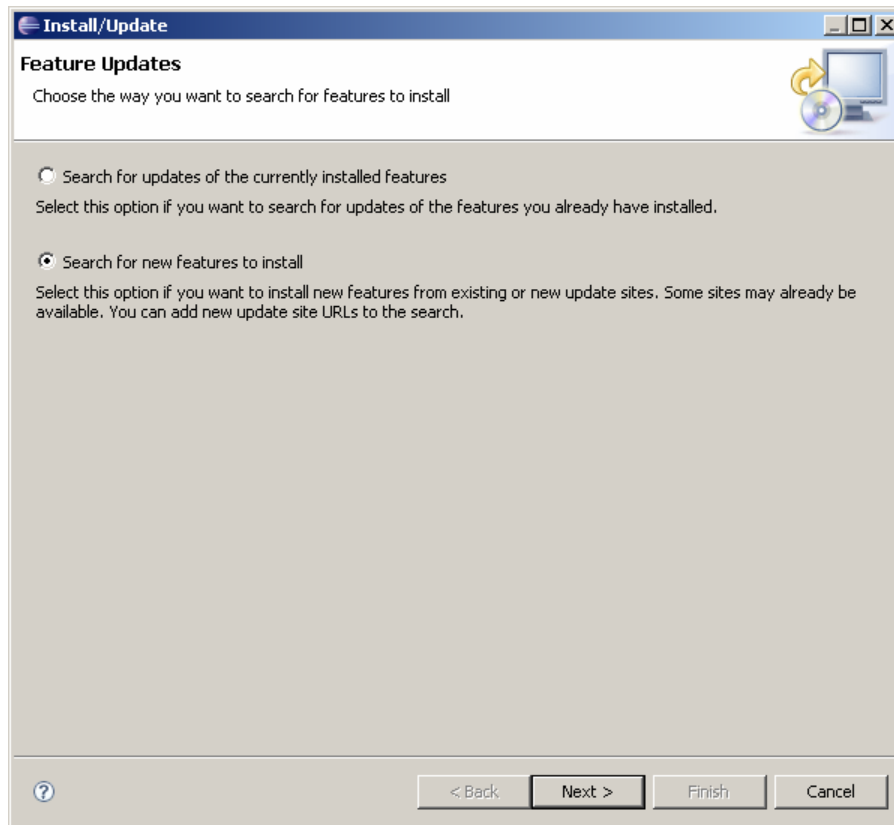 Install/Update
Feature Updates
Choose the way you want to search for features to install
Search for updates of the currently installed features
Select this option if you want to search for updates of the features you already have installed.
Search for new features to install
Select this option if you want to install new features from existing or new update sites. Some sites may already be
available. You can add new update site URLs to the search.
? < Back Next > Finish Cancel